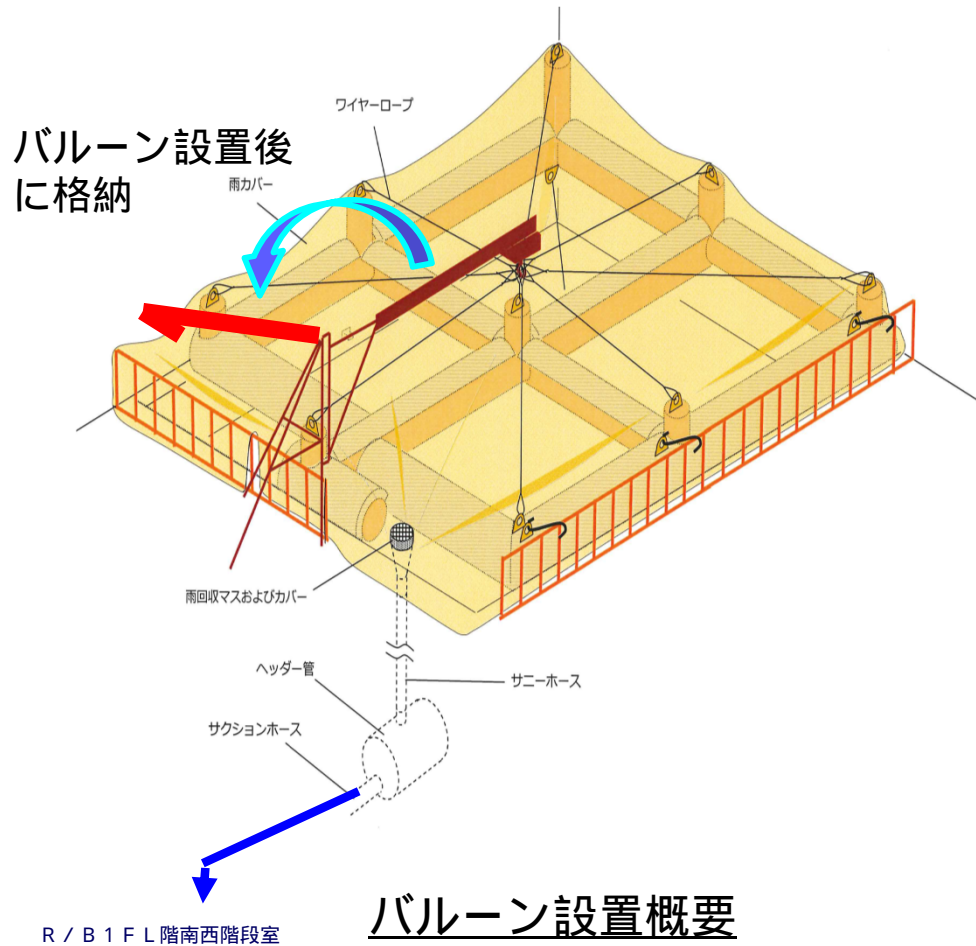 ワイヤーロープ
バルーン設置後
に格納
雨カバー
雨回収マスおよびカバー
ヘッダー管
サニーホース
サクションホース
バルーン設置概要
R/B1FL階南西階段室